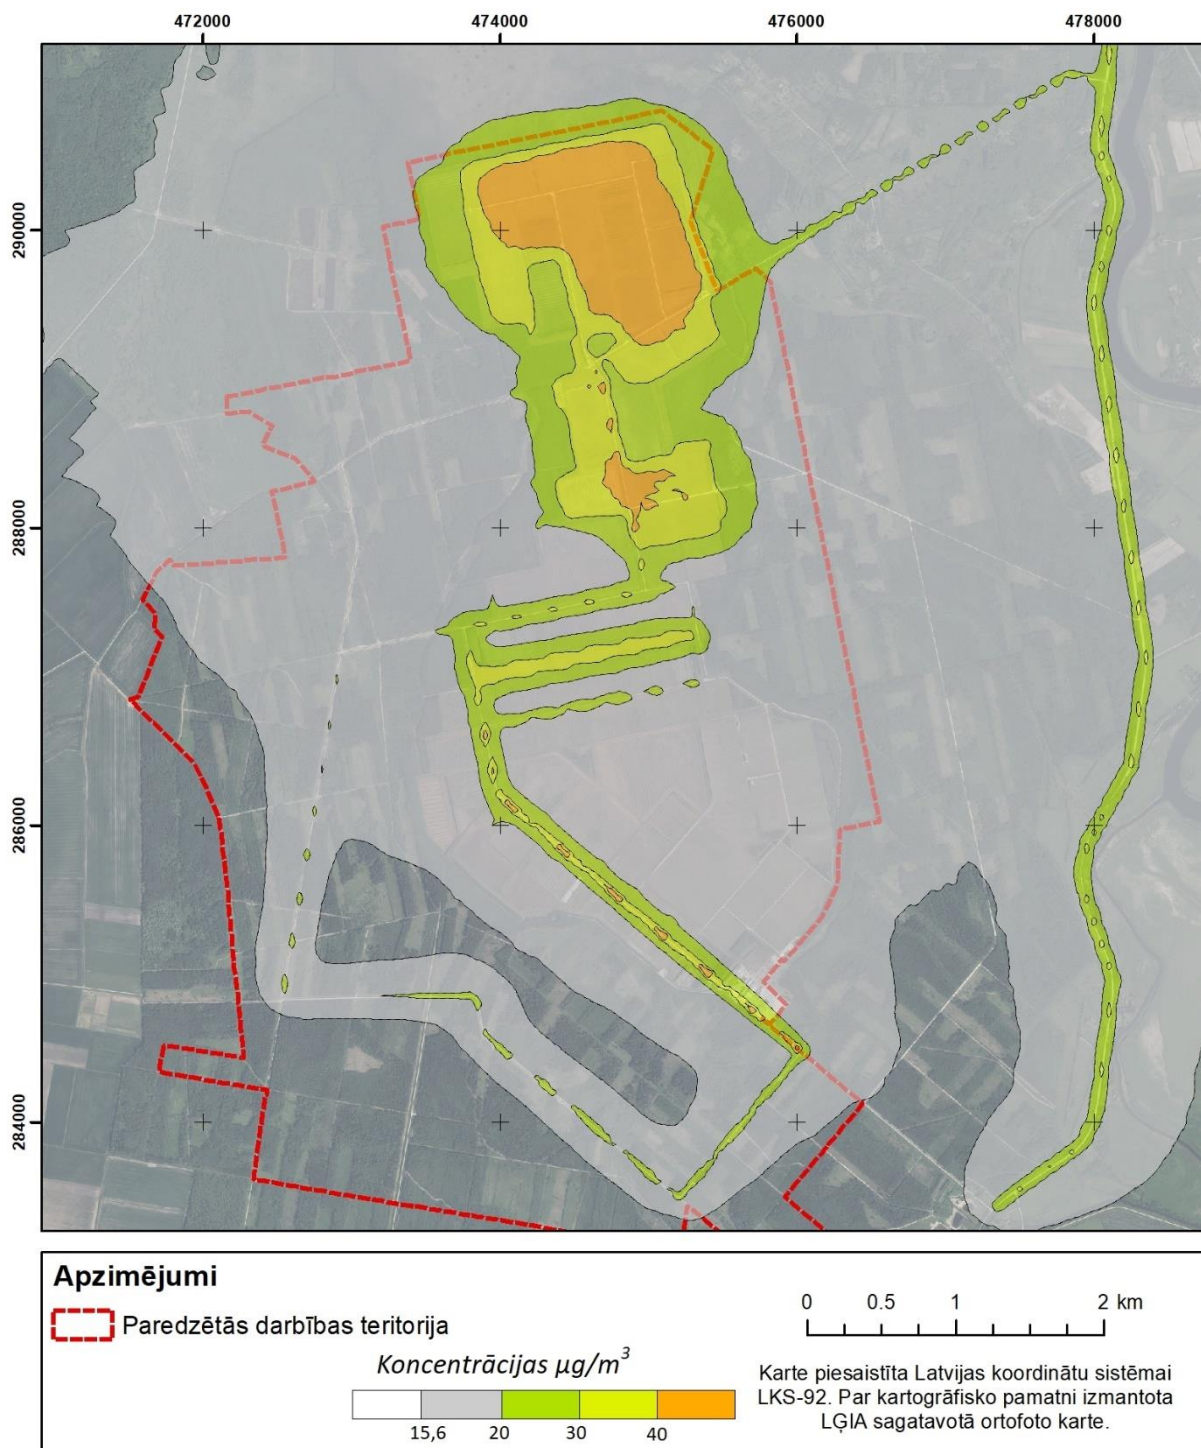 472000 474000 476000 478000
290000
288000
286000
284000
Apzīmējumi
Paredzētās darbības teritorija
Koncentrācijas µg/m³
15,6 20 30 40
0 0.5 1 2 km
Karte piesaistīta Latvijas koordinātu sistēmai
LKS-92. Par kartogrāfisko pamatni izmantota
LĢIA sagatavotā ortofoto karte.